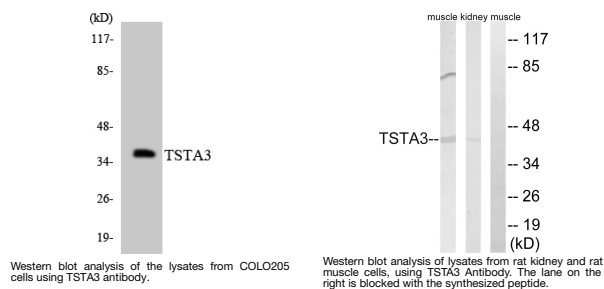 (kD)
117-
85-
48-
TSTA3
34-
26-
19-
Western blot analysis of the lysates from COLO205
cells using TSTA3 antibody.
muscle kidney muscle
-- 117
-- 85
-- 48
TSTA3--
-- 34
-- 26
-- 19
(kD)
Western blot analysis of lysates from rat kidney and rat
muscle cells, using TSTA3 Antibody. The lane on the
right is blocked with the synthesized peptide.